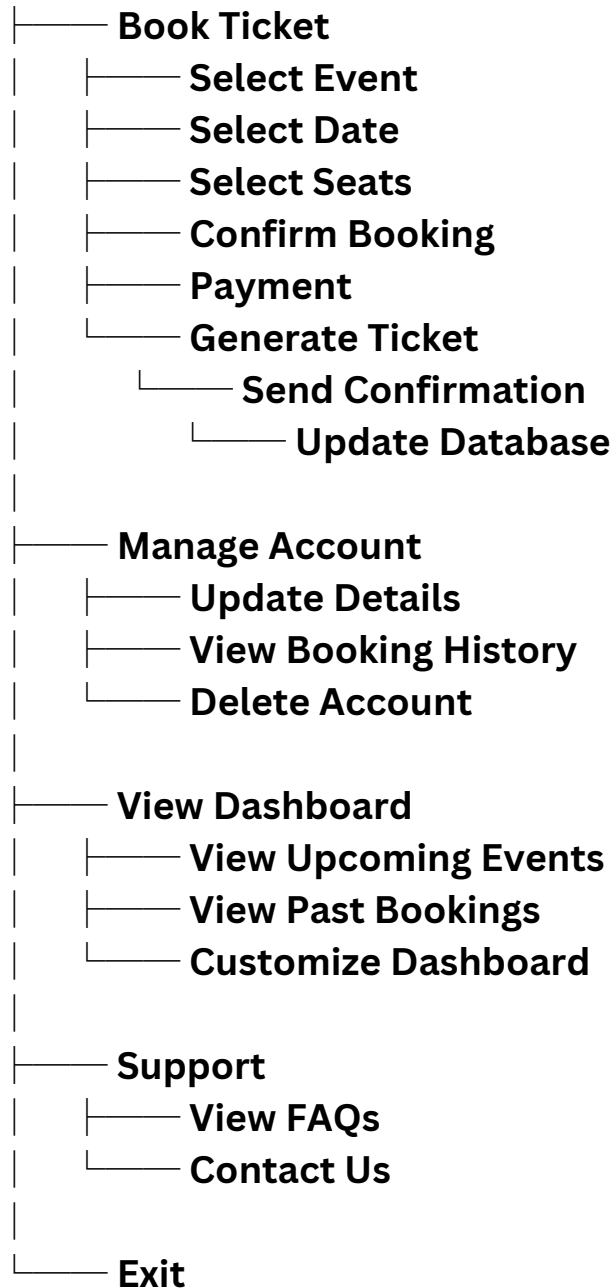 Book Ticket
Select Event
Select Date
Select Seats
Confirm Booking
Payment
Generate Ticket
Send Confirmation
Update Database
Manage Account
Update Details
View Booking History
Delete Account
View Dashboard
View Upcoming Events
View Past Bookings
Customize Dashboard
Support
View FAQs
Contact Us
Exit